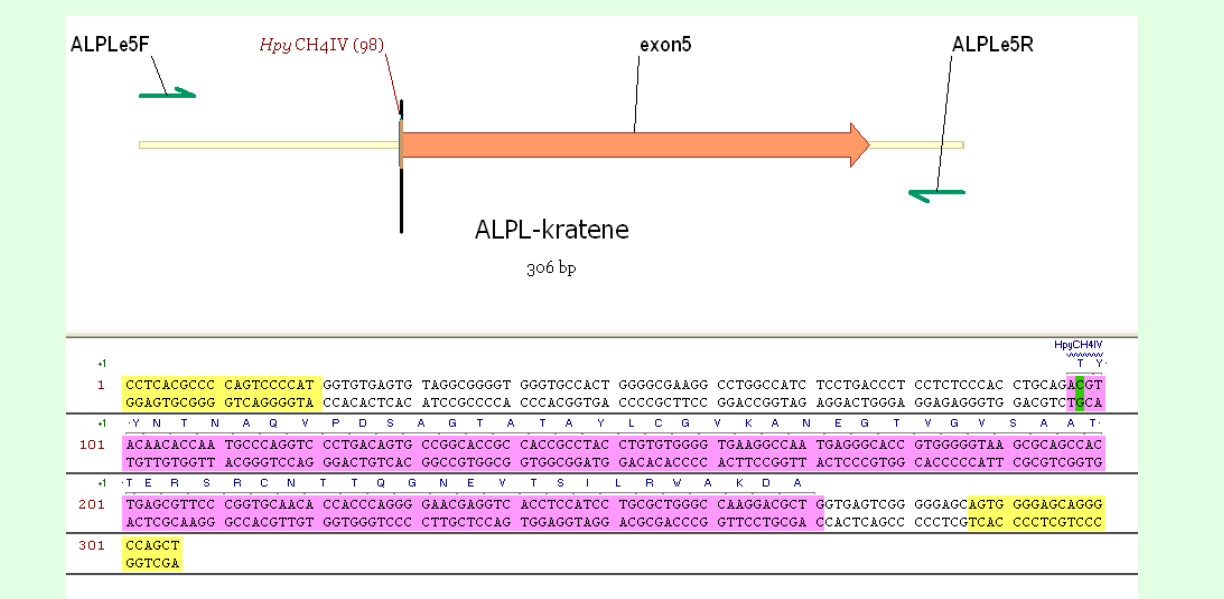 ALPLe5F HpyCH4IV (98) exon5 ALPLe5R
ALPL-kratene
306 bp
HpyCH4IV
+1 T Y
1 CCTCACGCCC CAGTCCCCAT GGTGTGAGTG TAGGCGGGGT GGGTGCCACT GGGGCGAAGG CCTGGCCATC TCCTGACCCT CCTCTCCCAC CTGCAGACGT
GGAGTGCGGG GTCAGGGGTA CCACACTCAC ATCCGCCCCA CCCACGGTGA CCCCGCTTCC GGACCGGTAG AGGACTGGGA GGAGAGGGTG GACGTCTGCA
+1 Y N T N A Q V P D S A G T A T A Y L C G V K A N E G T V G V S A A T
101 ACAACACCAA TGCCCAGGTC CCTGACAGTG CCGGCACCGC CACCGCCTAC CTGTGTGGGG TGAAGGCCAA TGAGGGCACC GTGGGGGTAA GCGCAGCCAC
TGTTGTGGTT ACGGGTCCAG GGACTGTCAC GGCCGTGGCG GTGGCGGATG GACACACCCC ACTTCCGGTT ACTCCCGTGG CACCCCCATT CGCGTCGGTG
+1 T E R S R C N T T Q G N E V T S I L R W A K D A
201 TGAGCGTTCC CGGTGCAACA CCACCCAGGG GAACGAGGTC ACCTCCATCC TGCGCTGGGC CAAGGACGCT GGTGAGTCGG GGGAGCAGTG GGGAGCAGGG
ACTCGCAAGG GCCACGTTGT GGTGGGTCCC CTTGCTCCAG TGGAGGTAGG ACGCGACCCG GTTCCTGCGA CCACTCAGCC CCCTCGTCAC CCCTCGTCCC
301 CCAGCT
GGTCGA